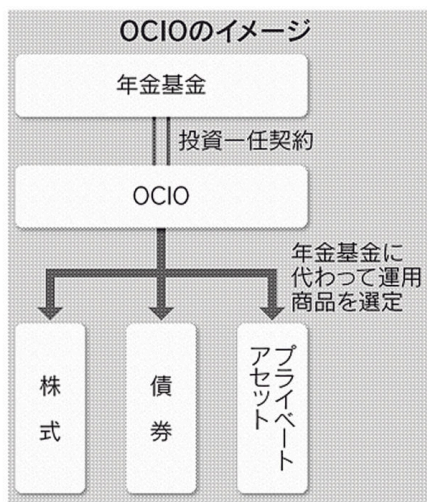 OCIOのイメージ
年金基金
投資一任契約
OCIO
年金基金に
代わって運用
商品を選定
株式
債券
プライベート
アセット